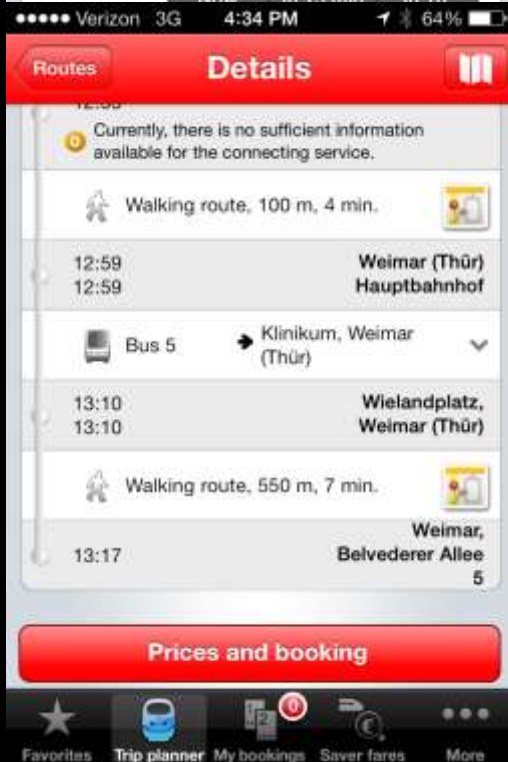 Verizon 3G 4:34 PM 64%
Routes Details
12:55
Currently, there is no sufficient information
available for the connecting service.
Walking route, 100 m, 4 min.
12:59 Weimar (Thür)
12:59 Hauptbahnhof
Bus 5 Klinikum, Weimar
(Thür)
13:10 Wielandplatz,
13:10 Weimar (Thür)
Walking route, 550 m, 7 min.
Weimar,
13:17 Belvederer Allee
5
Prices and booking
0
Favorites Trip planner My bookings Saver fares More